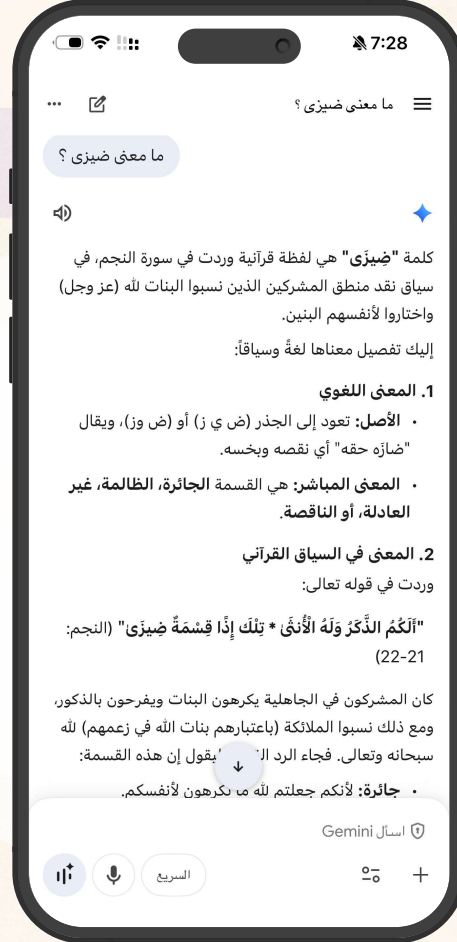 7:28
ما معنى ضيزى ؟
ما معنى ضيزى ؟
كلمة "ضِيزَى" هي لفظة قرآنية وردت في سورة النجم، في
سياق نقد منطق المشركين الذين نسبوا البنات لله (عز وجل)
واختاروا لأنفسهم البنين.
إليك تفصيل معناها لغةً وسياقاً:
1. المعنى اللغوي
• الأصل: تعود إلى الجذر (ض ي ز) أو (ض وز)، ويقال
"ضازَه حقه" أي نقصه وبخسه.
• المعنى المباشر: هي القسمة الجائرة، الظالمة، غير
العادلة، أو الناقصة.
2. المعنى في السياق القرآني
وردت في قوله تعالى:
"أَلَكُمُ الذَّكَرُ وَلَهُ الْأُنثَىٰ * تِلْكَ إِذًا قِسْمَةٌ ضِيزَىٰ" (النجم:
21-22)
كان المشركون في الجاهلية يكرهون البنات ويفرحون بالذكور،
ومع ذلك نسبوا الملائكة (باعتبارهم بنات الله في زعمهم) لله
سبحانه وتعالى. فجاء الرد ليقول إن هذه القسمة:
• جائرة: لأنكم جعلتم لله ما تكرهون لأنفسكم.
اسأل Gemini
السريع